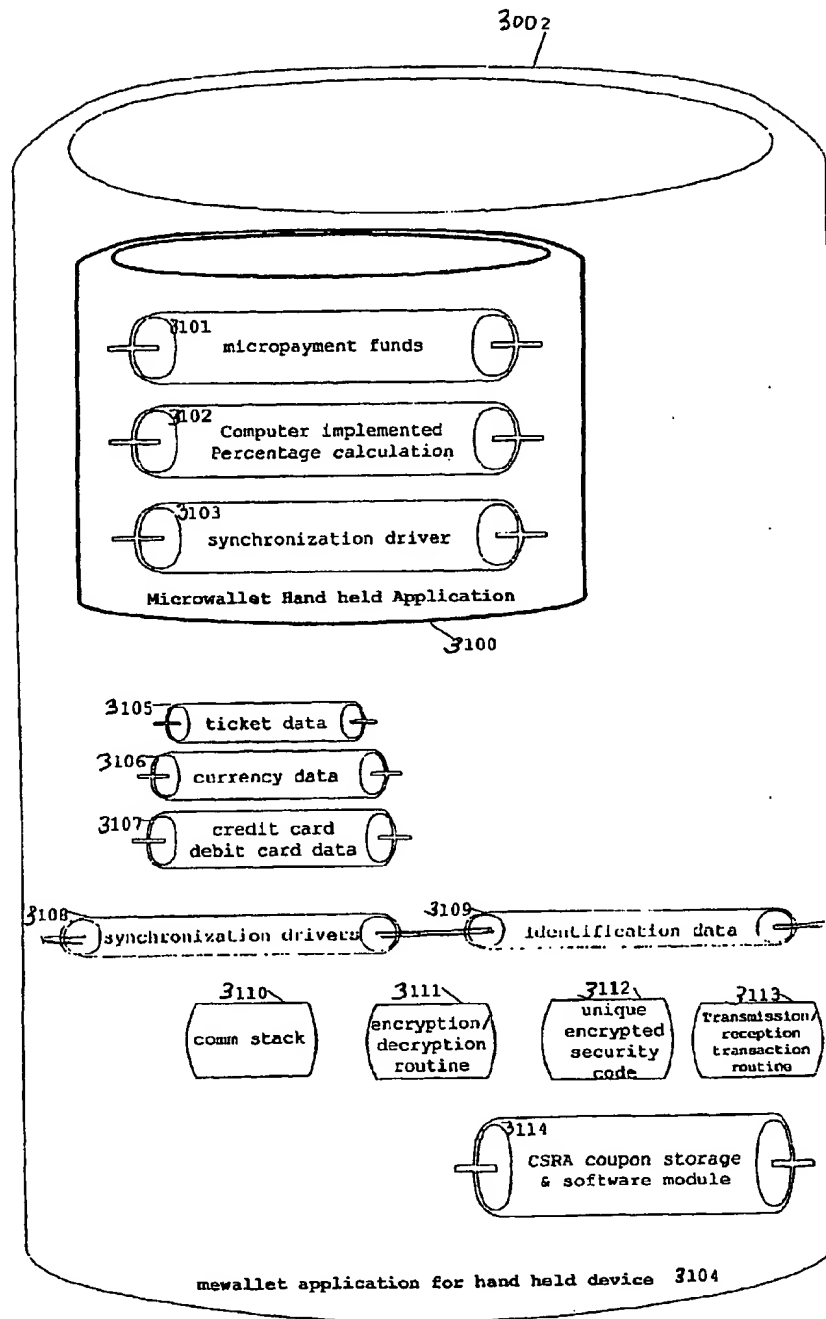 3002
3101
micropayment funds
3102
Computer implemented
Percentage calculation
3103
synchronization driver
Microwallet Hand held Application
3100
3105
ticket data
3106
currency data
3107
credit card
debit card data
3108
synchronization drivers
3109
identification data
3110
comm stack
3111
encryption/
decryption
routine
3112
unique
encrypted
security
code
3113
Transmission/
reception
transaction
routing
3114
CSRA coupon storage
& software module
mewallet application for hand held device 3104